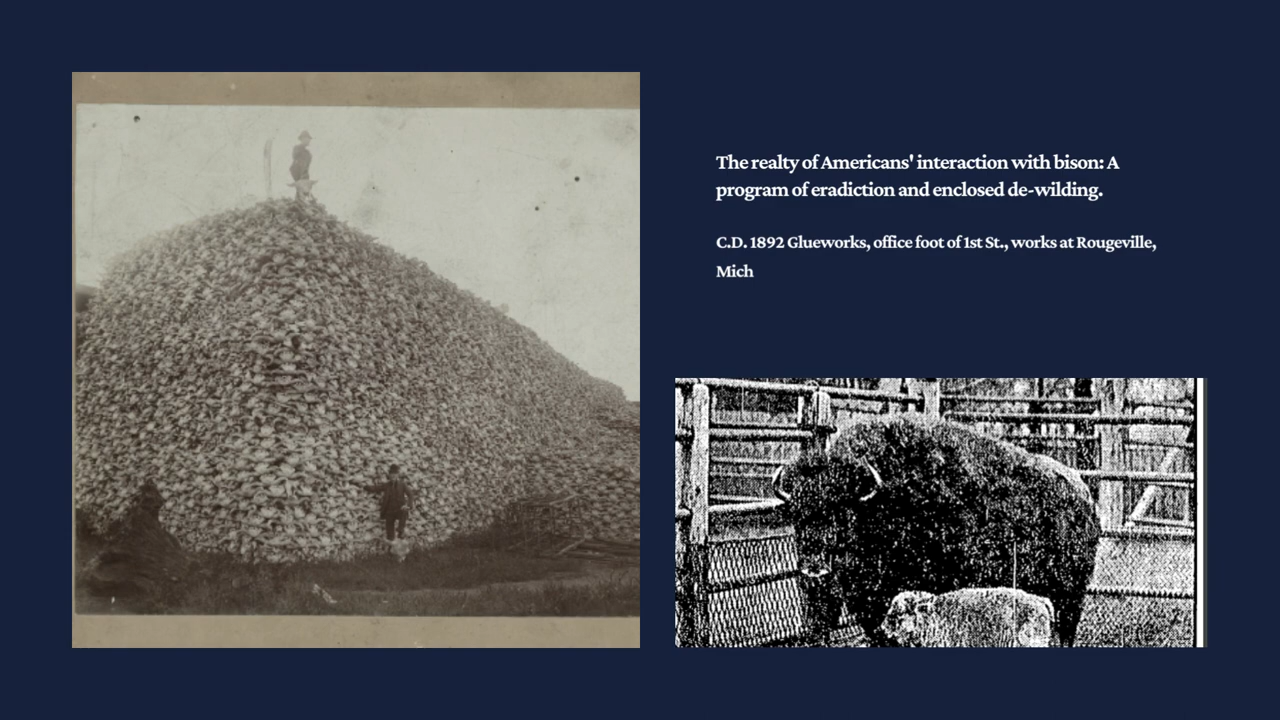 The realty of Americans' interaction with bison: A
program of eradiction and enclosed de-wilding.
C.D. 1892 Glueworks, office foot of 1st St., works at Rougeville,
Mich